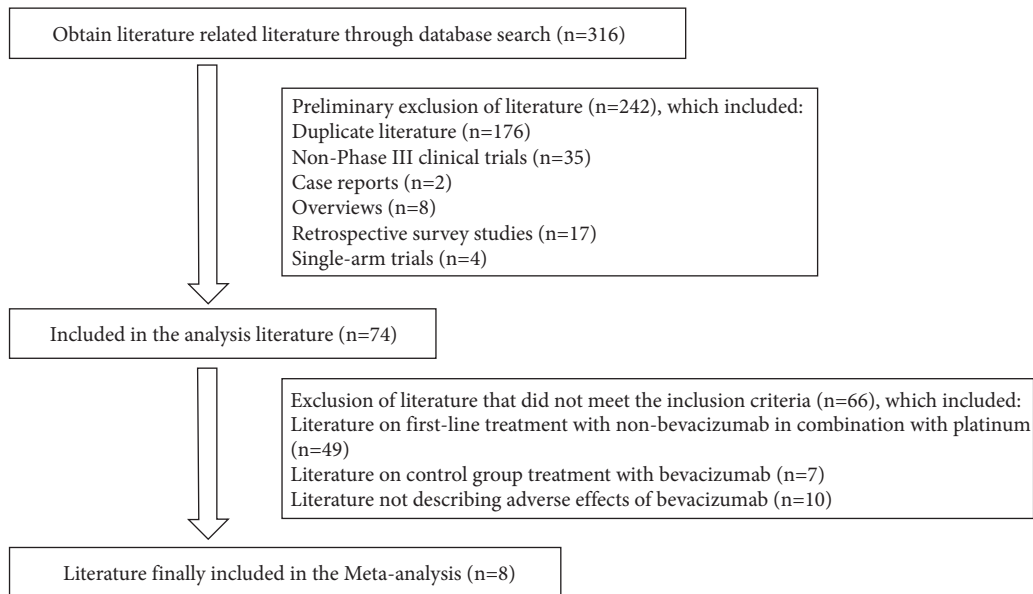 Obtain literature related literature through database search (n=316)
Preliminary exclusion of literature (n=242), which included:
Duplicate literature (n=176)
Non-Phase III clinical trials (n=35)
Case reports (n=2)
Overviews (n=8)
Retrospective survey studies (n=17)
Single-arm trials (n=4)
Included in the analysis literature (n=74)
Exclusion of literature that did not meet the inclusion criteria (n=66), which included:
Literature on first-line treatment with non-bevacizumab in combination with platinum
(n=49)
Literature on control group treatment with bevacizumab (n=7)
Literature not describing adverse effects of bevacizumab (n=10)
Literature finally included in the Meta-analysis (n=8)